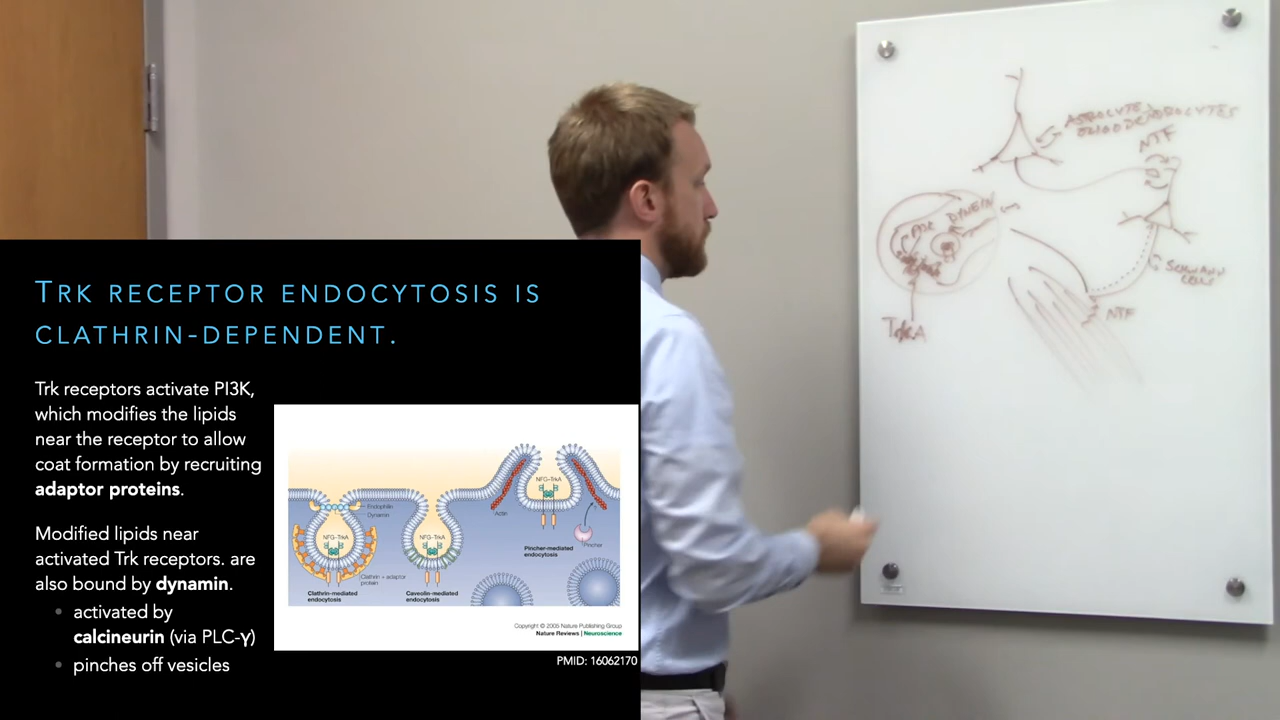 TRK RECEPTOR ENDOCYTOSIS IS
CLATHRIN-DEPENDENT.
Trk receptors activate PI3K,
which modifies the lipids
near the receptor to allow
coat formation by recruiting
adaptor proteins.
Modified lipids near
activated Trk receptors. are
also bound by dynamin.
• activated by
calcineurin (via PLC-γ)
• pinches off vesicles
Endophilin
Dynamin
NFG-TrkA
Clathrin + adaptor
protein
Clathrin-mediated
endocytosis
NFG-TrkA
Caveolin-mediated
endocytosis
NFG-TrkA
Actin
Pincher
Pincher-mediated
endocytosis
Copyright © 2005 Nature Publishing Group
Nature Reviews | Neuroscience
PMID: 16062170
ASTROCYTE
OLIGODENDROCYTES
NTF
DYNEIN
SCHWANN
CELLS
NTF
TrkA